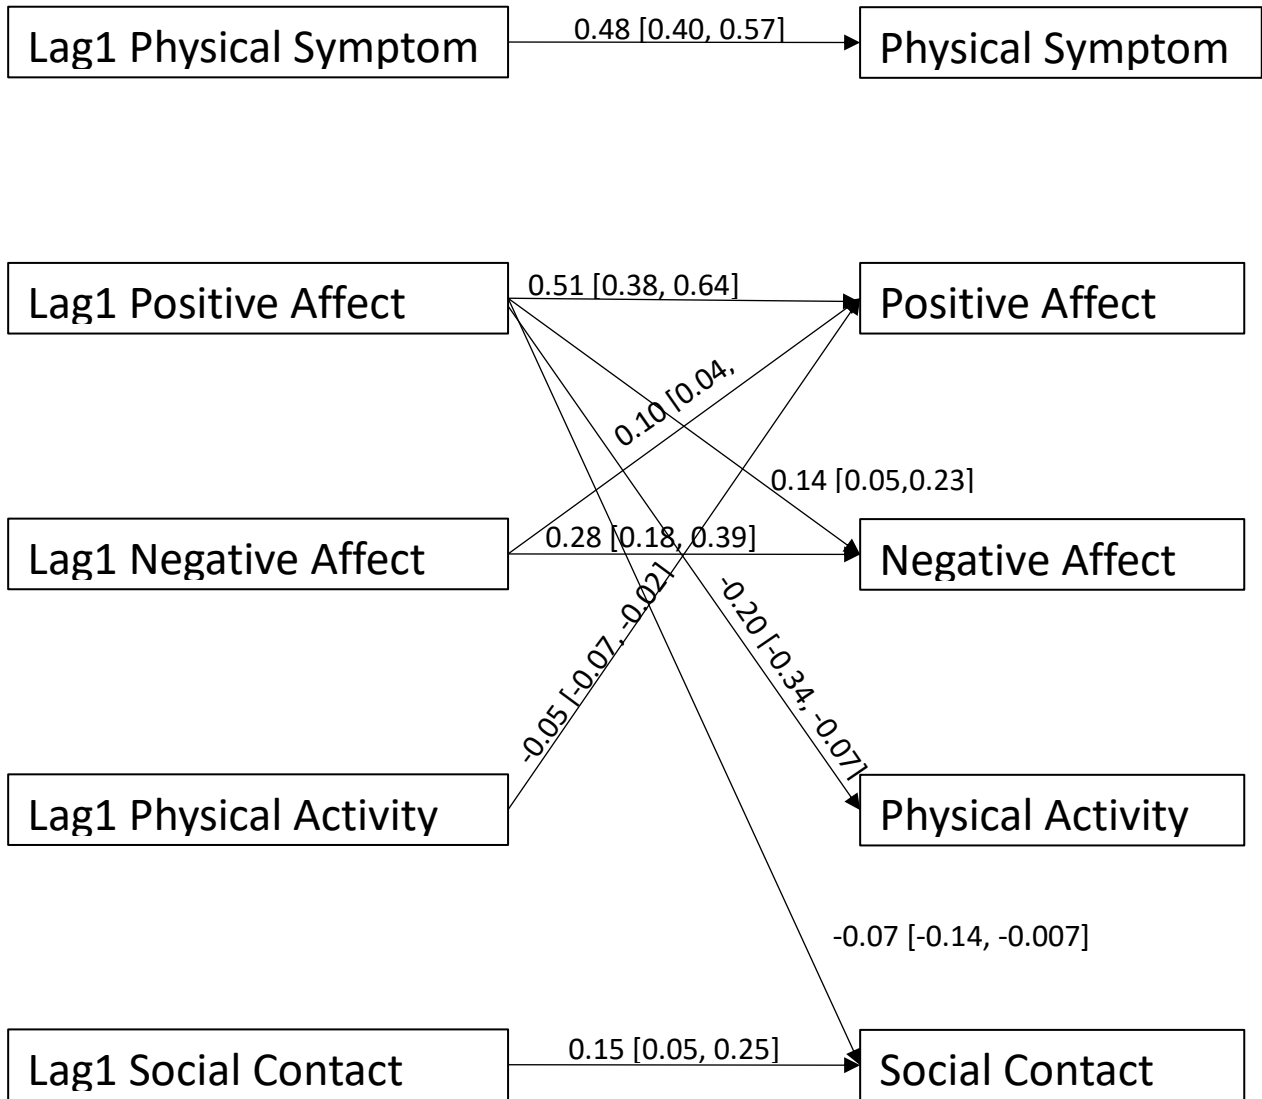 Lag1 Physical Symptom
0.48 [0.40, 0.57]
Physical Symptom
Lag1 Positive Affect
0.51 [0.38, 0.64]
Positive Affect
0.10 [0.04,
0.14 [0.05,0.23]
Lag1 Negative Affect
0.28 [0.18, 0.39]
Negative Affect
-0.05 [-0.07, -0.02]
-0.20 [-0.34, -0.07]
Lag1 Physical Activity
Physical Activity
-0.07 [-0.14, -0.007]
Lag1 Social Contact
0.15 [0.05, 0.25]
Social Contact